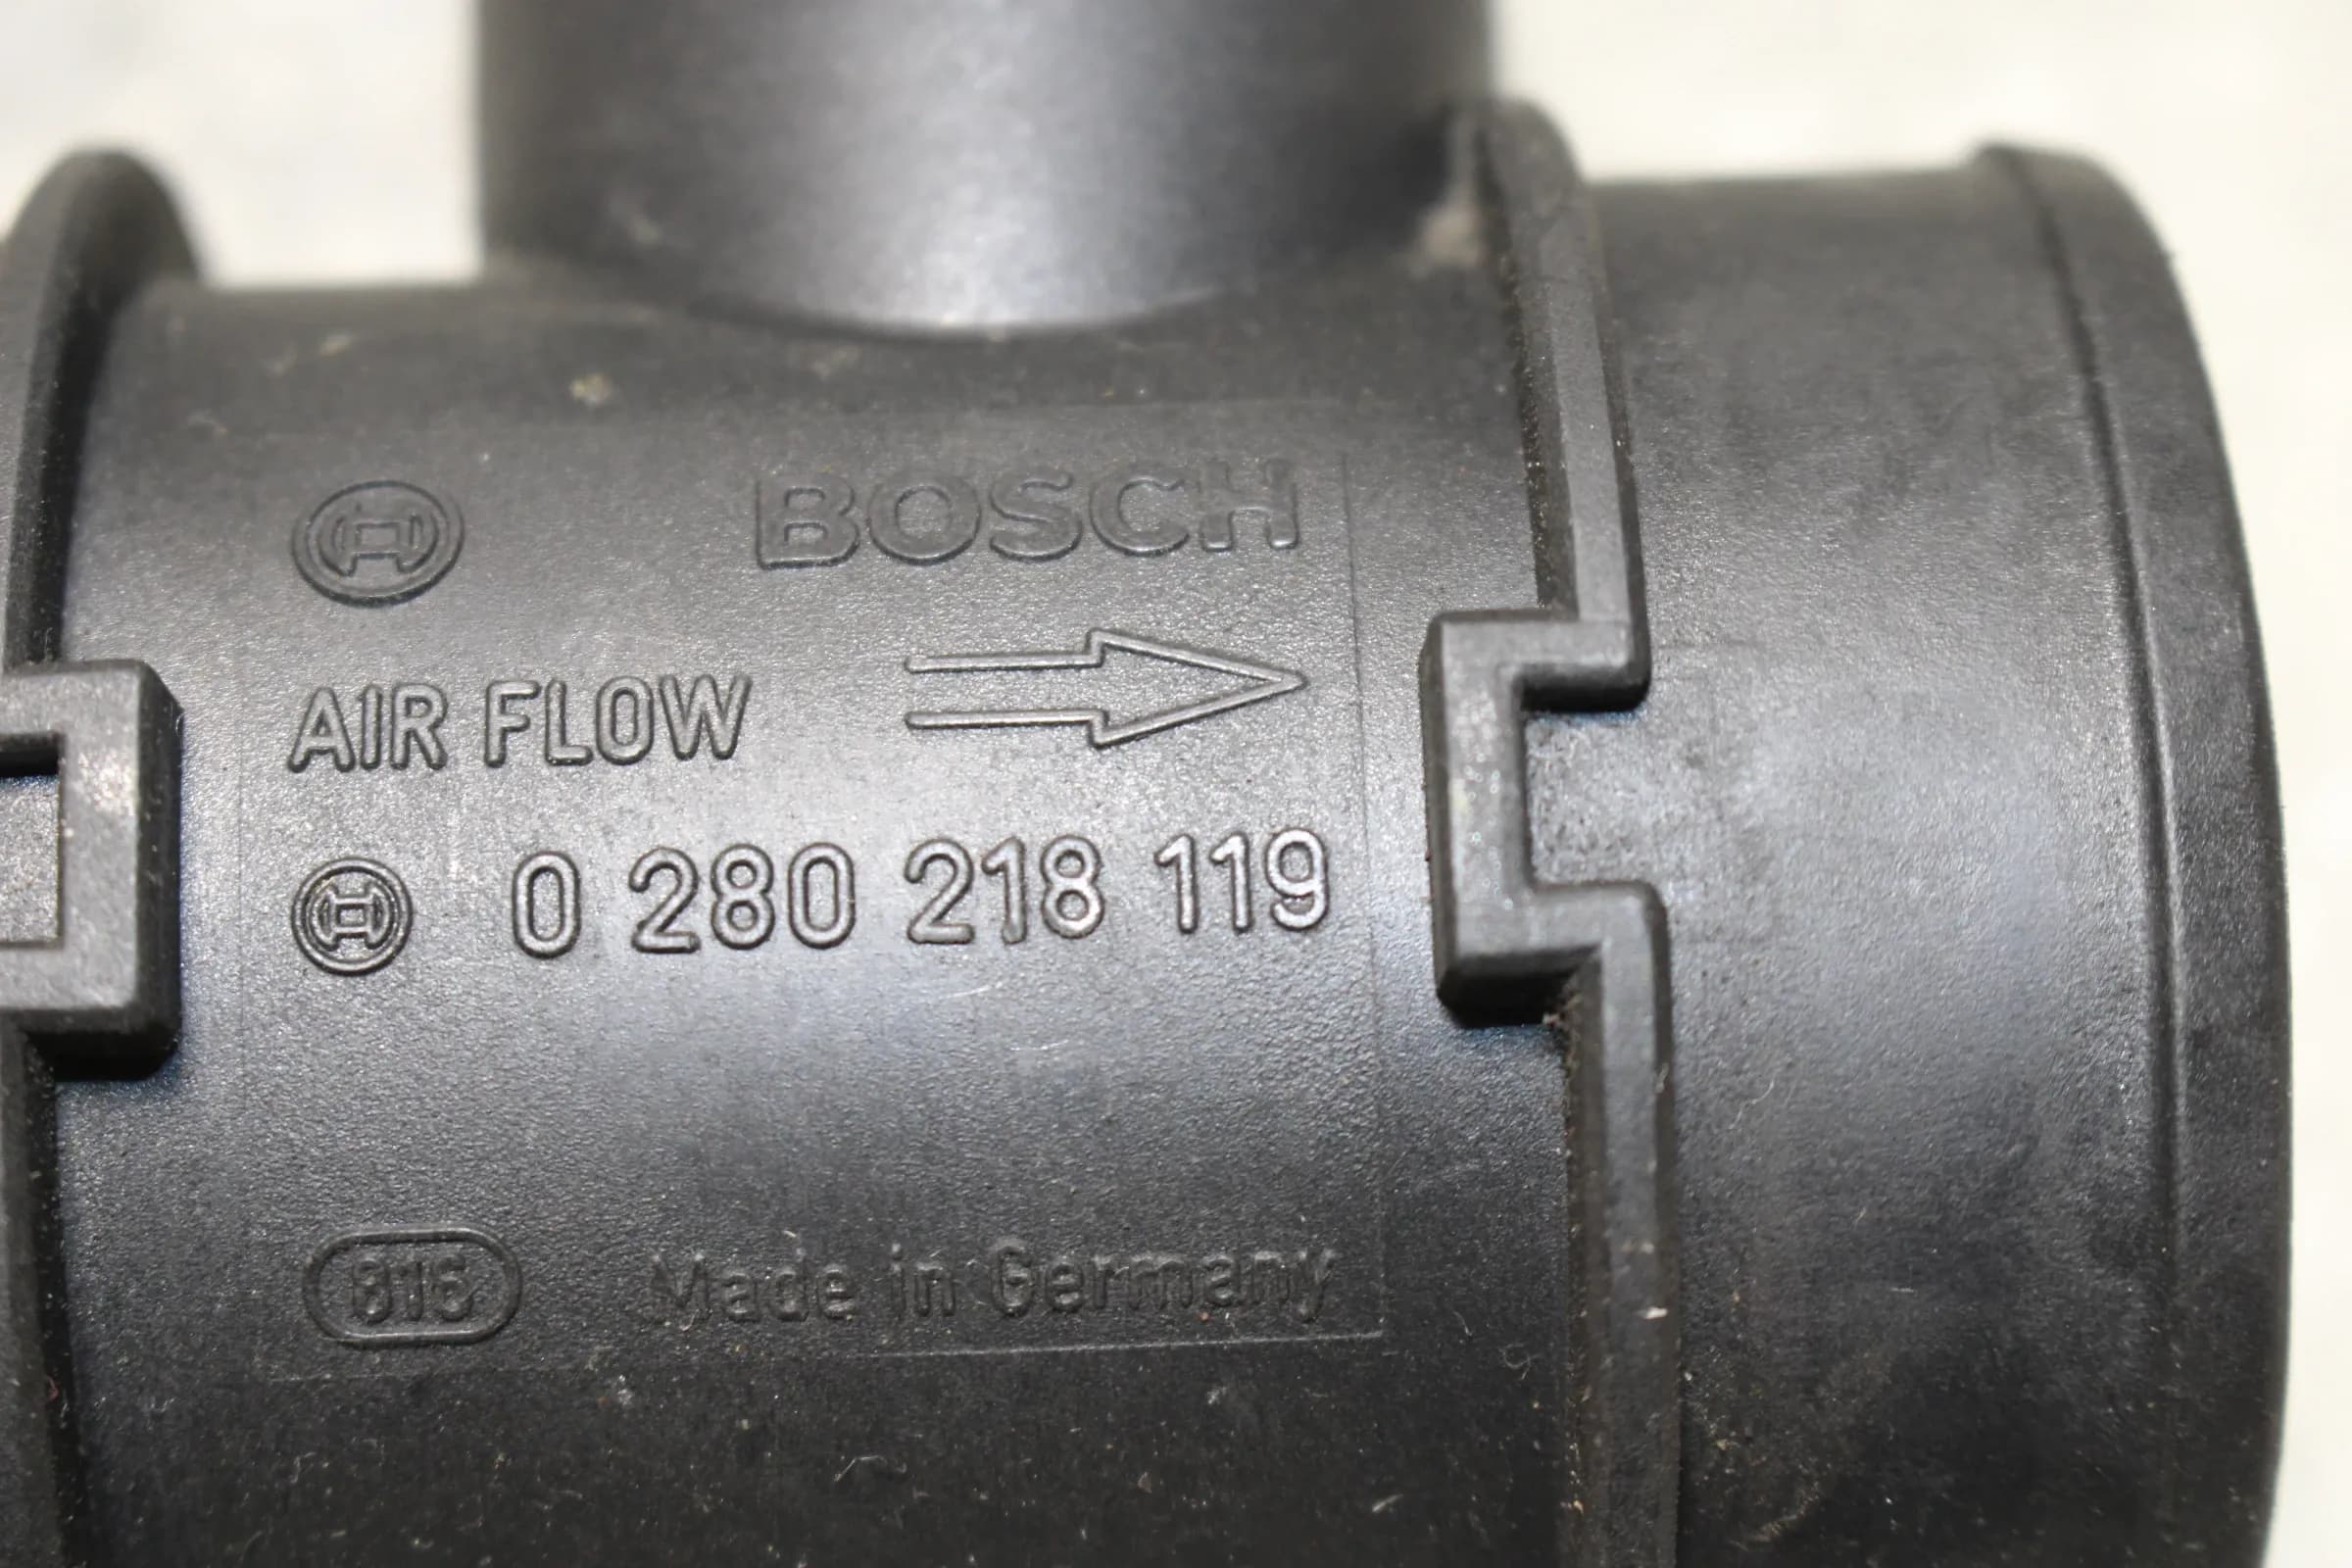 BOSCH
AIR FLOW
0 280 218 119
816 Made in Germany